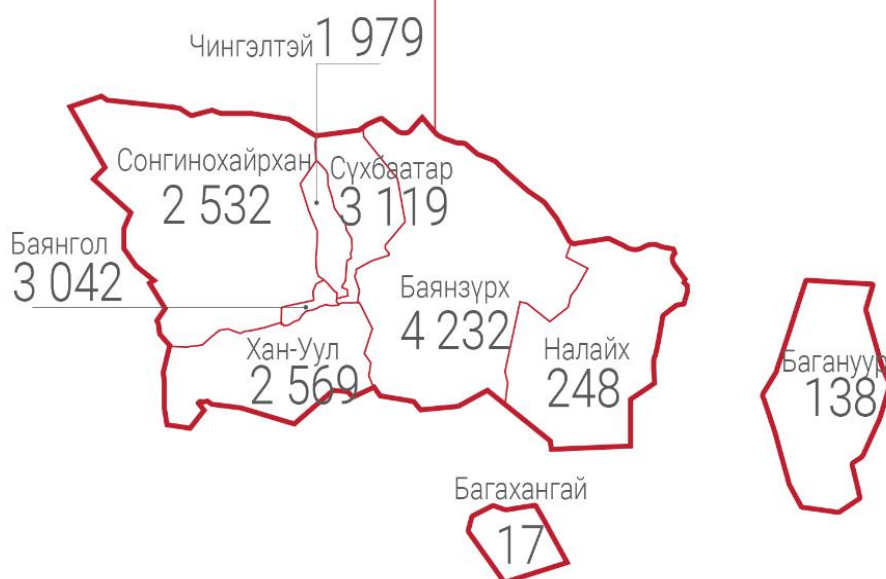 Чингэлтэй 1 979
Сонгинохайрхан
2 532
Сүхбаатар
3 119
Баянгол
3 042
Баянзүрх
4 232
Хан-Уул
2 569
Налайх
248
Багануур
138
Багахангай
17